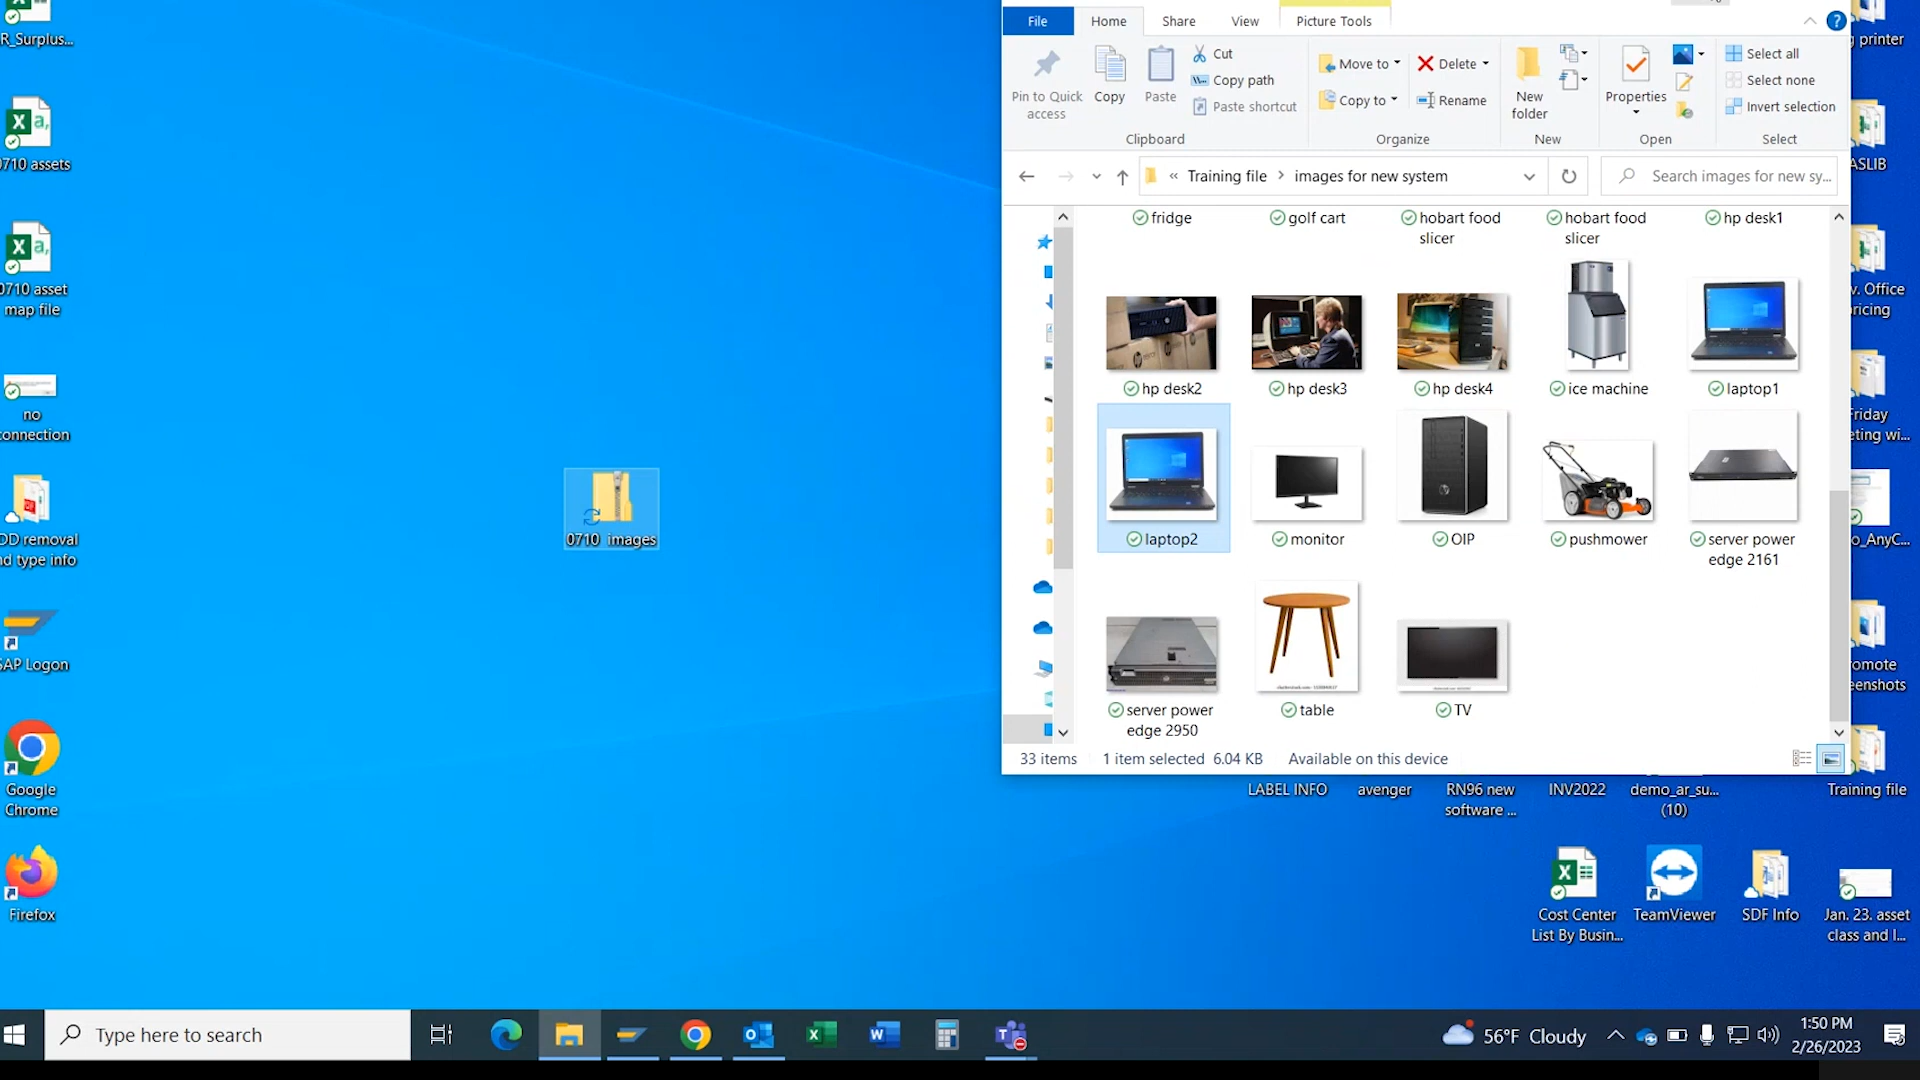 R_Surplus...
0710 assets
0710 asset
map file
no
connection
DD removal
nd type info
SAP Logon
Google
Chrome
Firefox
0710 images
File
Home
Share
View
Picture Tools
Pin to Quick
access
Copy
Paste
Cut
Copy path
Paste shortcut
Clipboard
Move to
Copy to
Delete
Rename
Organize
New
folder
New
Properties
Open
Select all
Select none
Invert selection
Select
« Training file > images for new system
Search images for new sy...
fridge
golf cart
hobart food
slicer
hobart food
slicer
hp desk1
hp desk2
hp desk3
hp desk4
ice machine
laptop1
laptop2
monitor
OIP
pushmower
server power
edge 2161
server power
edge 2950
table
TV
33 items
1 item selected 6.04 KB
Available on this device
g printer
ASLIB
v. Office
ricing
Friday
eting wi...
o_AnyC...
omote
eenshots
LABEL INFO
avenger
RN96 new
software ...
INV2022
demo_ar_su...
(10)
Training file
Cost Center
List By Busin...
TeamViewer
SDF Info
Jan. 23. asset
class and I...
Type here to search
56°F Cloudy
1:50 PM
2/26/2023